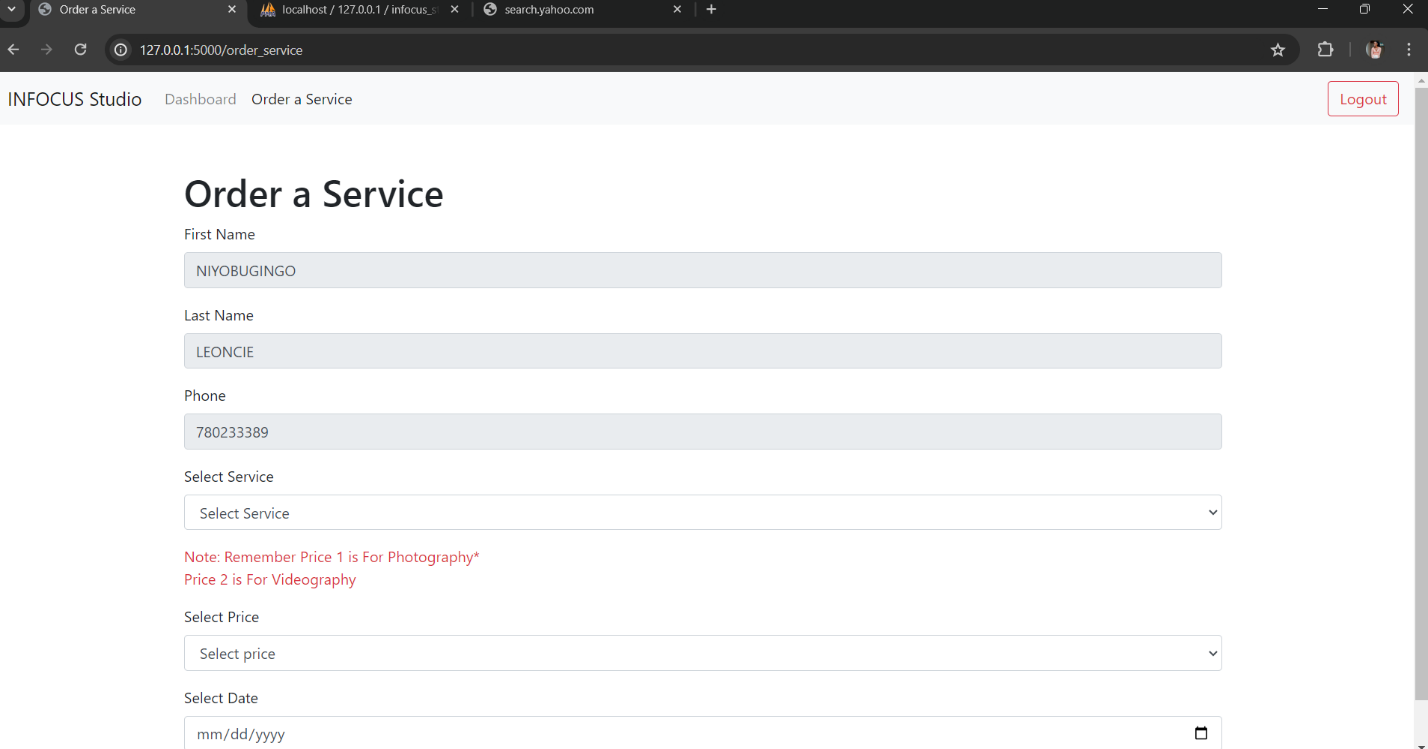 Order a Service
localhost / 127.0.0.1 / infocus_s
search.yahoo.com
127.0.0.1:5000/order_service
INFOCUS Studio Dashboard Order a Service Logout
Order a Service
First Name
NIYOBUGINGO
Last Name
LEONCIE
Phone
780233389
Select Service
Select Service
Note: Remember Price 1 is For Photography*
Price 2 is For Videography
Select Price
Select price
Select Date
mm/dd/yyyy